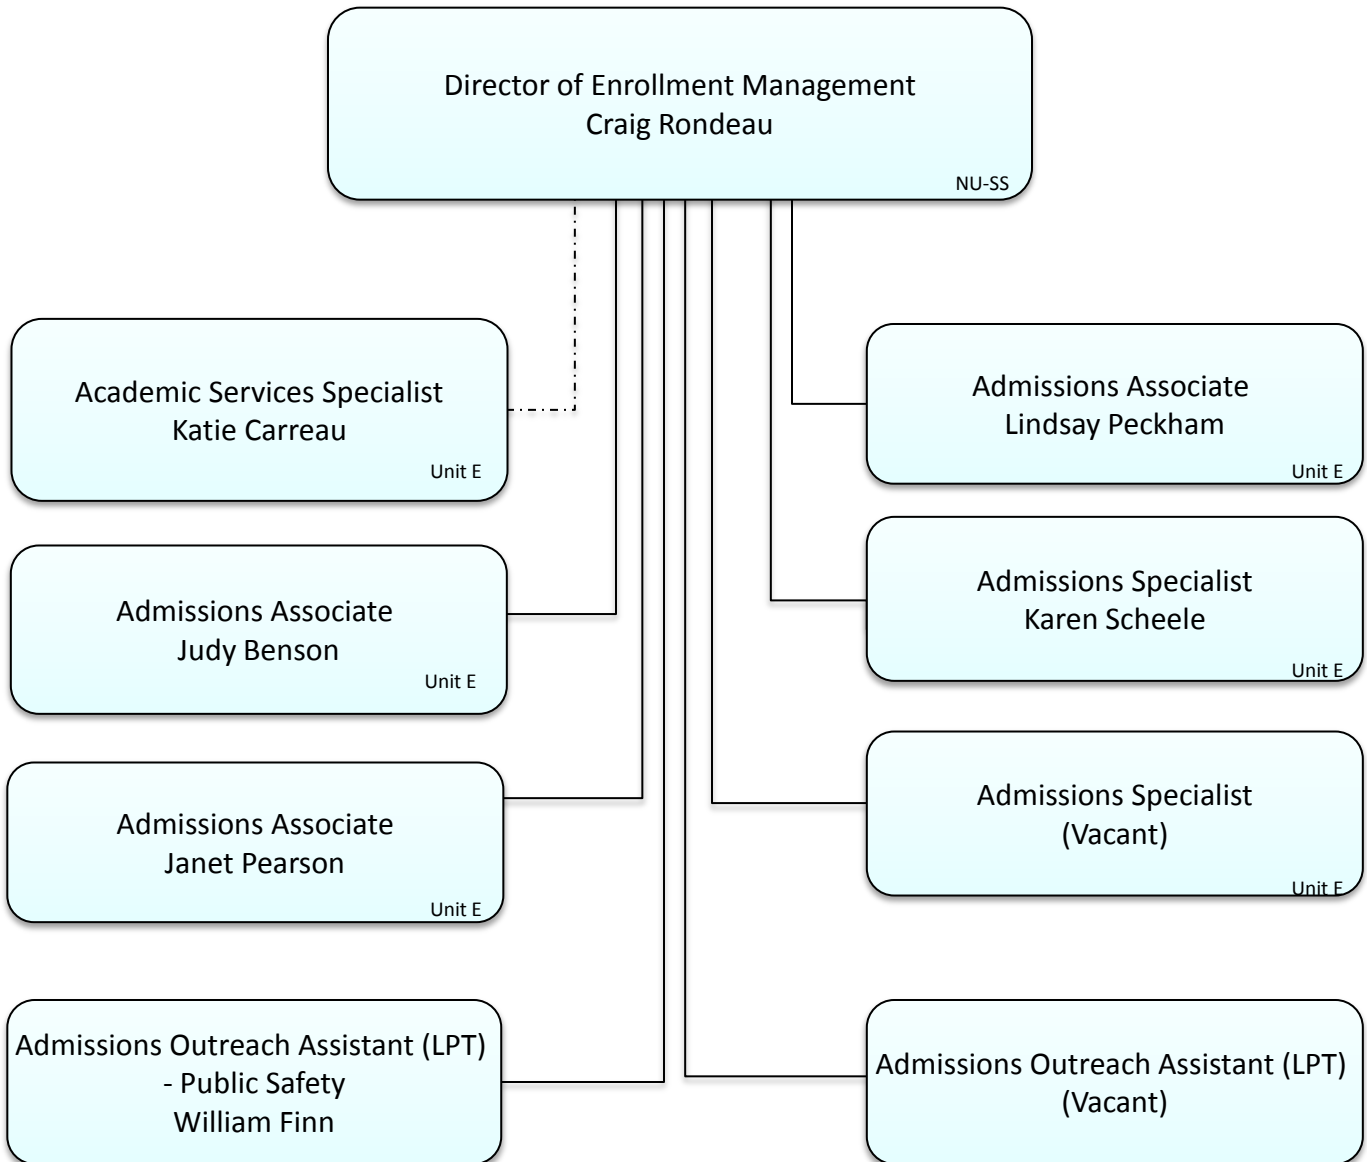 Director of Enrollment Management
Craig Rondeau
NU-SS
Academic Services Specialist
Katie Carreau
Unit E
Admissions Associate
Judy Benson
Unit E
Admissions Associate
Janet Pearson
Unit E
Admissions Outreach Assistant (LPT)
- Public Safety
William Finn
Admissions Associate
Lindsay Peckham
Unit E
Admissions Specialist
Karen Scheele
Unit E
Admissions Specialist
(Vacant)
Unit E
Admissions Outreach Assistant (LPT)
(Vacant)